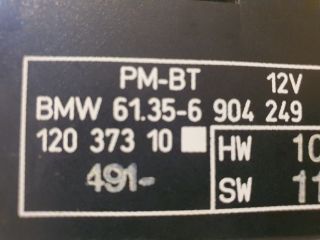 PM-BT 12V
BMW 61.35-6 904 249
120 373 10 HW 10
491- SW 11